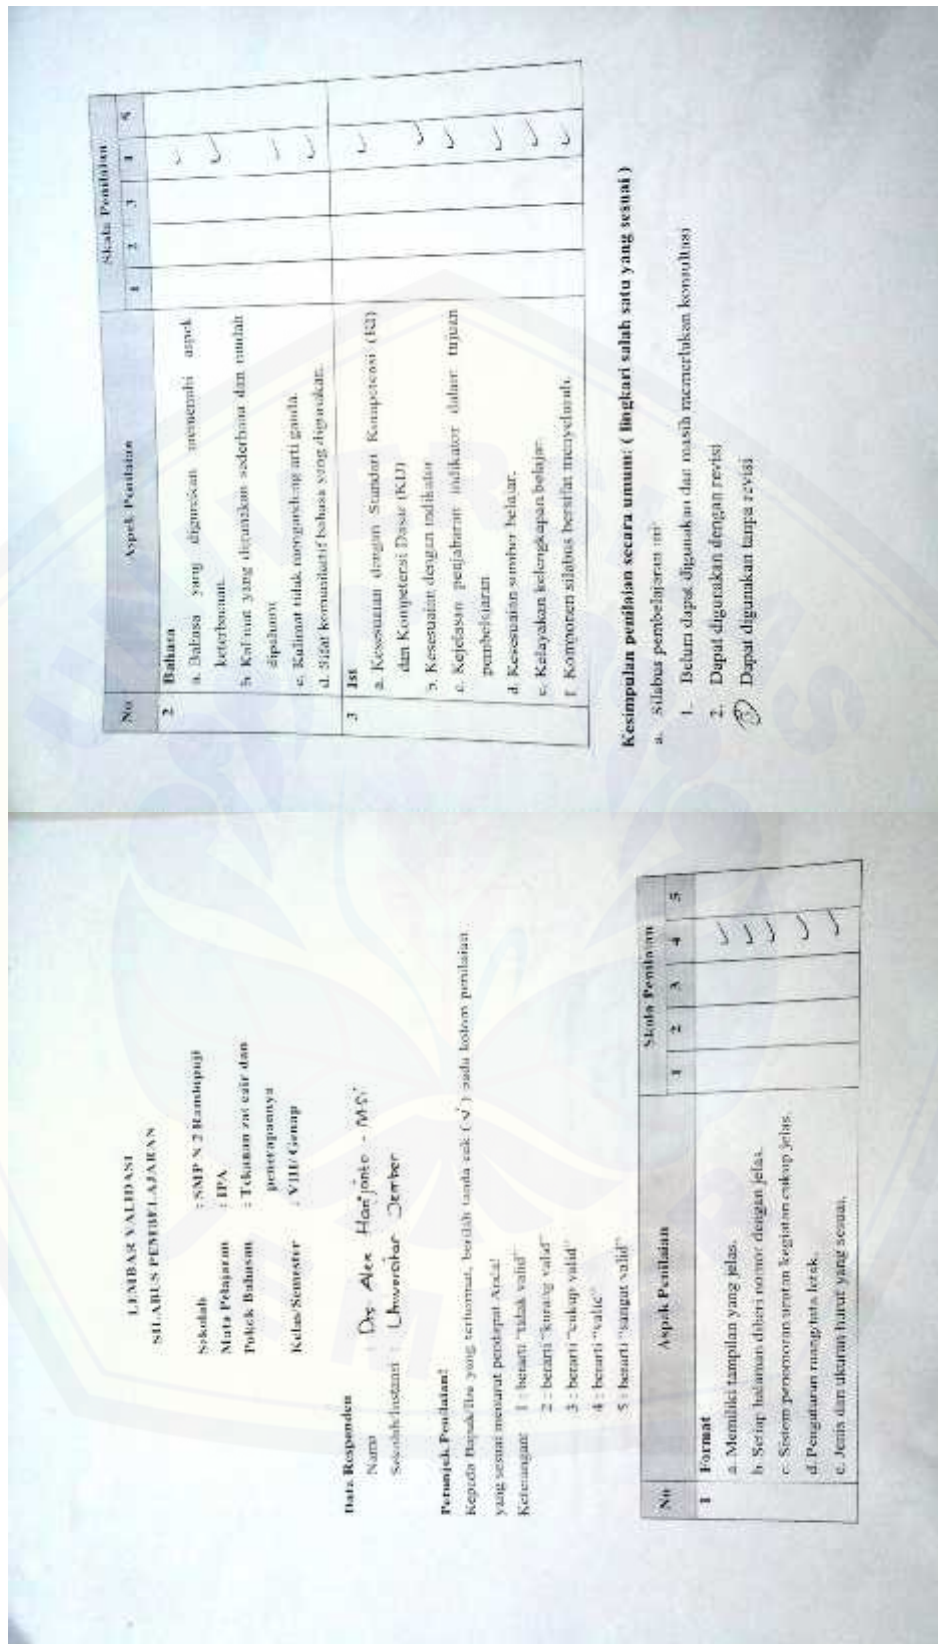 LEMBAR VALIDASI
SILABUS PEMBELAJARAN
Sekolah : SMP N 2 Rambipuji
Mata Pelajaran : IPA
Pokok Bahasan : Tekanan zat cair dan
penerapannya
Kelas/Semester : VIII/ Genap
Data Responden
Nama : Drs Alex Harijanto - MSi
Sekolah/Instansi : Universitas Jember
Petunjuk Penilaian!
Kepada Bapak/Ibu yang terhormat, berilah tanda cek ( √ ) pada kolom penilaian
yang sesuai menurut pendapat Anda!
Keterangan: 1 : berarti "tidak valid"
2 : berarti "kurang valid"
3 : berarti "cukup valid"
4 : berarti "valid"
5 : berarti "sangat valid"
No Aspek Penilaian Skala Penilaian
1 2 3 4 5
1 Format
a. Memiliki tampilan yang jelas. ✓
b. Setiap halaman diberi nomor dengan jelas. ✓
c. Sistem penomoran urutan kegiatan cukup jelas. ✓
d. Pengaturan ruang/tata letak. ✓
e. Jenis dan ukuran huruf yang sesuai. ✓
No Aspek Penilaian Skala Penilaian
1 2 3 4 5
2 Bahasa
a. Bahasa yang digunakan memenuhi aspek ✓
keterbacaan.
b. Kalimat yang digunakan sederhana dan mudah ✓
dipahami
c. Kalimat tidak mengandung arti ganda. ✓
d. Sifat komunikatif bahasa yang digunakan. ✓
3 Isi
a. Kesesuaian dengan Standari Kompetensi (KI) ✓
dan Kompetensi Dasar (KD)
b. Kesesuaian dengan indikator ✓
c. Kejelasan penjabaran indikator dalam tujuan ✓
pembelajaran
d. Kesesuaian sumber belajar. ✓
e. Kelayakan kelengkapan belajar. ✓
f. Komponen silabus bersifat menyeluruh. ✓
Kesimpulan penilaian secara umum: ( lingkari salah satu yang sesuai )
a. Silabus pembelajaran ini:
1. Belum dapat digunakan dan masih memerlukan konsultasi
2. Dapat digunakan dengan revisi
3. Dapat digunakan tanpa revisi